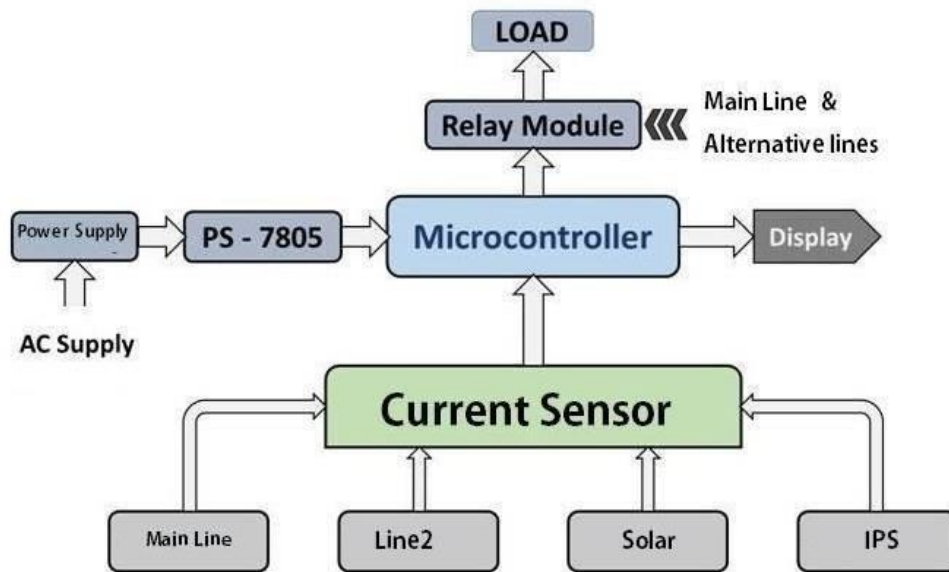 LOAD
Relay Module
Main Line &
Alternative lines
Power Supply
PS - 7805
Microcontroller
Display
AC Supply
Current Sensor
Main Line
Line2
Solar
IPS